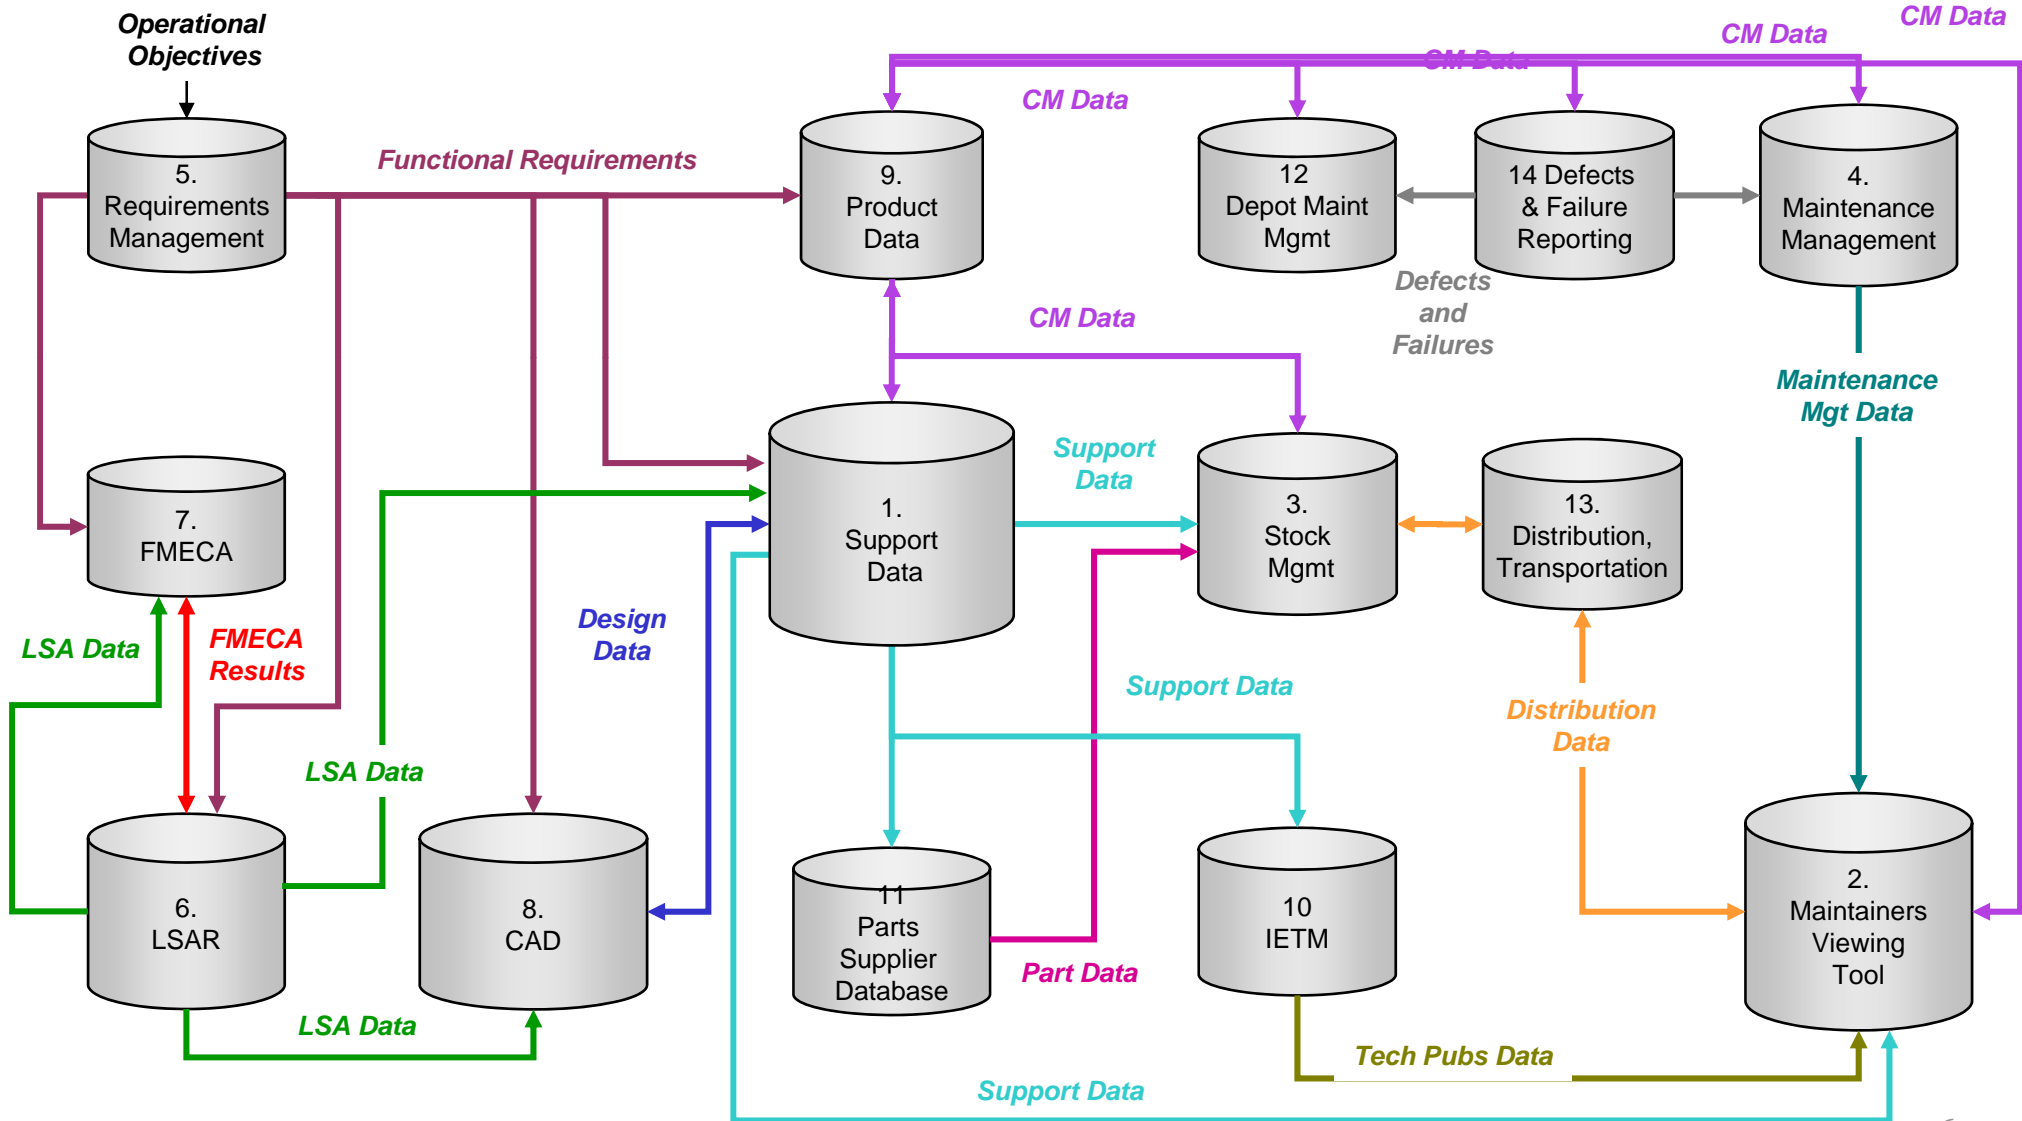 Operational
Objectives
CM Data
CM Data
CM Data
CM Data
5.
Requirements
Management
Functional Requirements
9.
Product
Data
12
Depot Maint
Mgmt
14 Defects
& Failure
Reporting
4.
Maintenance
Management
Defects
and
Failures
CM Data
Maintenance
Mgt Data
7.
FMECA
1.
Support
Data
Support
Data
3.
Stock
Mgmt
13.
Distribution,
Transportation
LSA Data
FMECA
Results
Design
Data
Support Data
Distribution
Data
LSA Data
6.
LSAR
8.
CAD
11
Parts
Supplier
Database
Part Data
10
IETM
2.
Maintainers
Viewing
Tool
LSA Data
Tech Pubs Data
Support Data